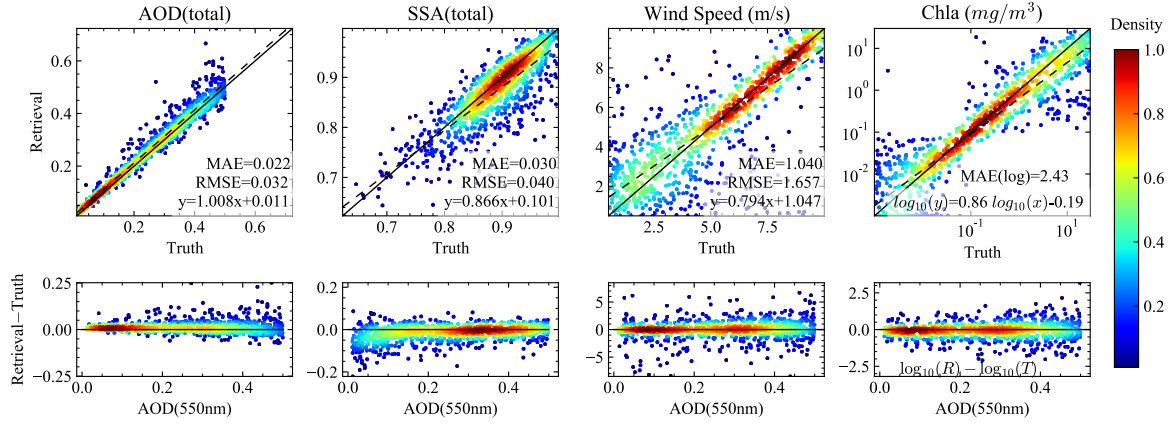 AOD(total)
SSA(total)
Wind Speed (m/s)
Chla (mg/m³)
Density
Retrieval
0.6
0.4
0.2
MAE=0.022
RMSE=0.032
y=1.008x+0.011
0.2 0.4 0.6
Truth
0.9
0.8
0.7
MAE=0.030
RMSE=0.040
y=0.866x+0.101
0.7 0.8 0.9
Truth
10
8
6
4
2
MAE=1.040
RMSE=1.657
y=0.794x+1.047
2.5 5.0 7.5
Truth
10¹
10⁰
10⁻¹
10⁻²
MAE(log)=2.43
log₁₀(y)=0.86 log₁₀(x)-0.19
10⁻¹ 10¹
Truth
1.0
0.8
0.6
0.4
0.2
Retrieval−Truth
0.25
0.00
−0.25
0.0 0.2 0.4
AOD(550nm)
0.2
0.0
−0.2
0.0 0.2 0.4
AOD(550nm)
5
0
−5
0.0 0.2 0.4
AOD(550nm)
2.5
0.0
−2.5
log₁₀(R) − log₁₀(T)
0.0 0.2 0.4
AOD(550nm)